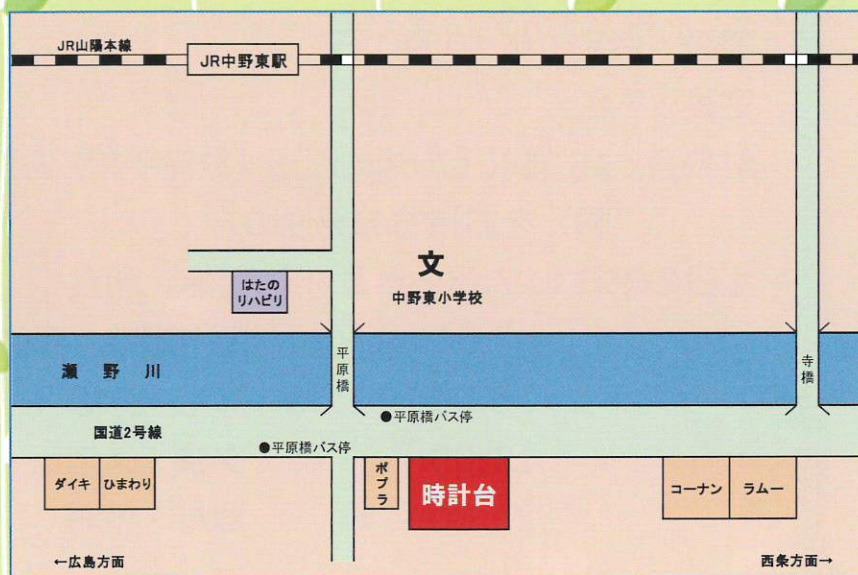 JR山陽本線
JR中野東駅
はたの
リハビリ
文
中野東小学校
瀬野川
平原橋
寺橋
●平原橋バス停
国道2号線
●平原橋バス停
ダイキ
ひまわり
ポプラ
時計台
コーナン
ラムー
←広島方面
西条方面→